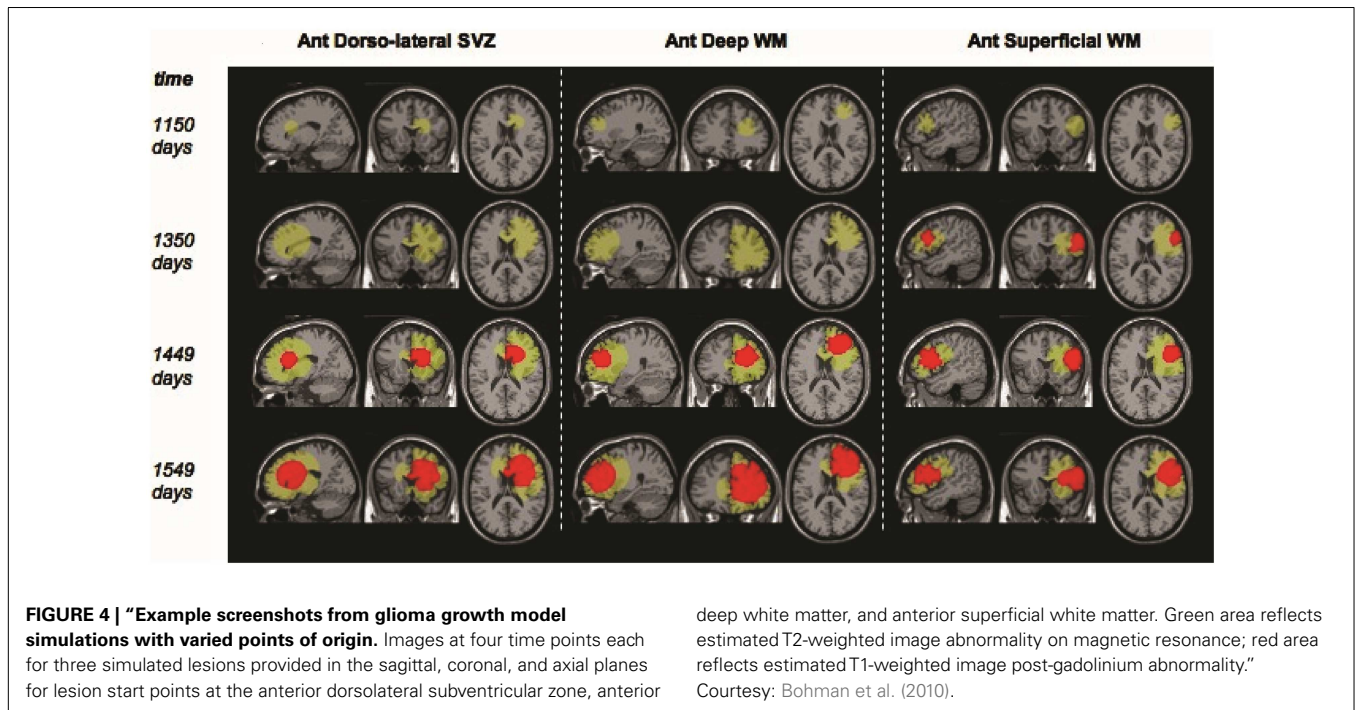 Ant Dorso-lateral SVZ
Ant Deep WM
Ant Superficial WM
time
1150
days
1350
days
1449
days
1549
days
FIGURE 4 | “Example screenshots from glioma growth model
simulations with varied points of origin. Images at four time points each
for three simulated lesions provided in the sagittal, coronal, and axial planes
for lesion start points at the anterior dorsolateral subventricular zone, anterior
deep white matter, and anterior superficial white matter. Green area reflects
estimated T2-weighted image abnormality on magnetic resonance; red area
reflects estimated T1-weighted image post-gadolinium abnormality.”
Courtesy: Bohman et al. (2010).